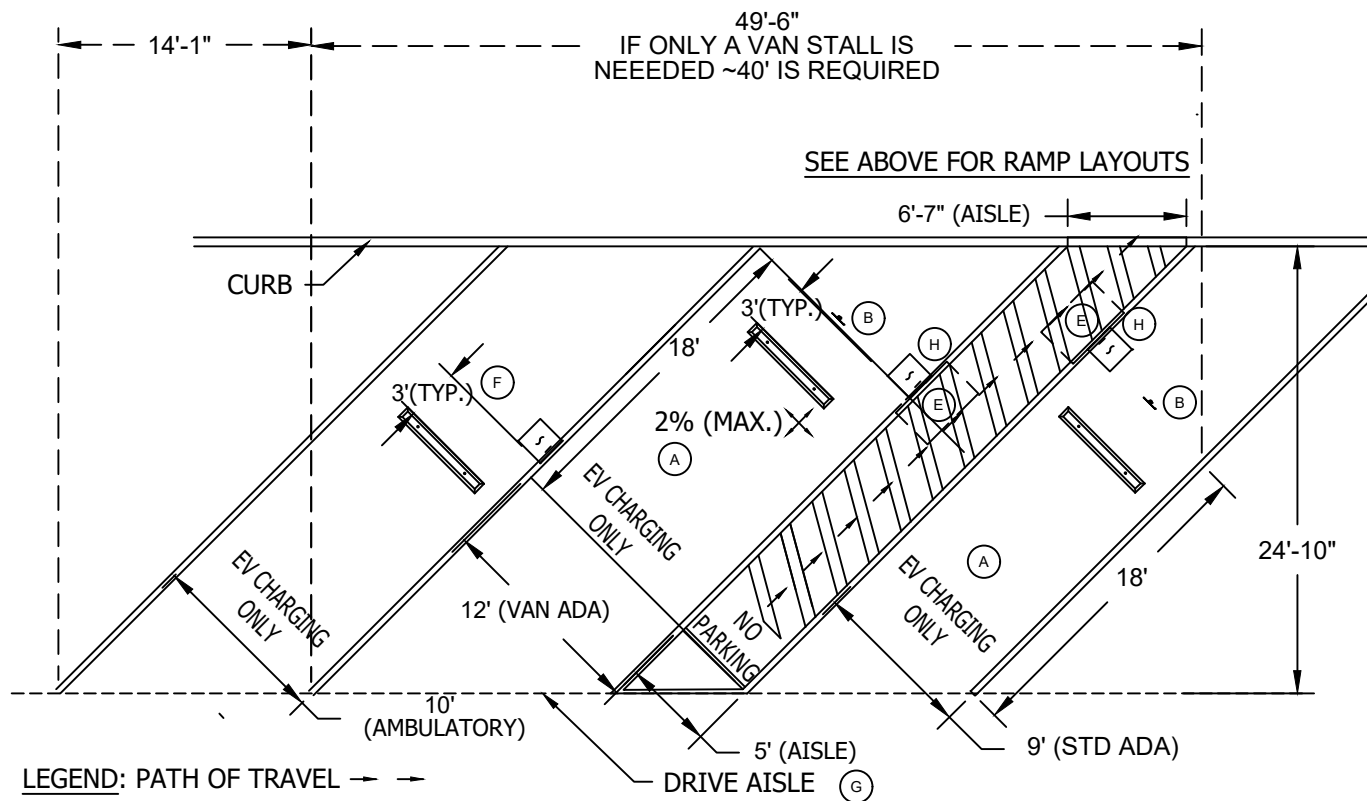 49'-6"
14'-1"
IF ONLY A VAN STALL IS
NEEEDED ~40' IS REQUIRED
SEE ABOVE FOR RAMP LAYOUTS
6'-7" (AISLE)
CURB
3'(TYP.)
B
E
H
18'
H
S
S
F
3'(TYP.)
E
B
2% (MAX.)
S
A
EV CHARGING
ONLY
24'-10"
A
EV CHARGING
ONLY
18'
EV CHARGING
ONLY
12' (VAN ADA)
NO
PARKING
10'
(AMBULATORY)
5' (AISLE)
9' (STD ADA)
LEGEND: PATH OF TRAVEL
DRIVE AISLE
G